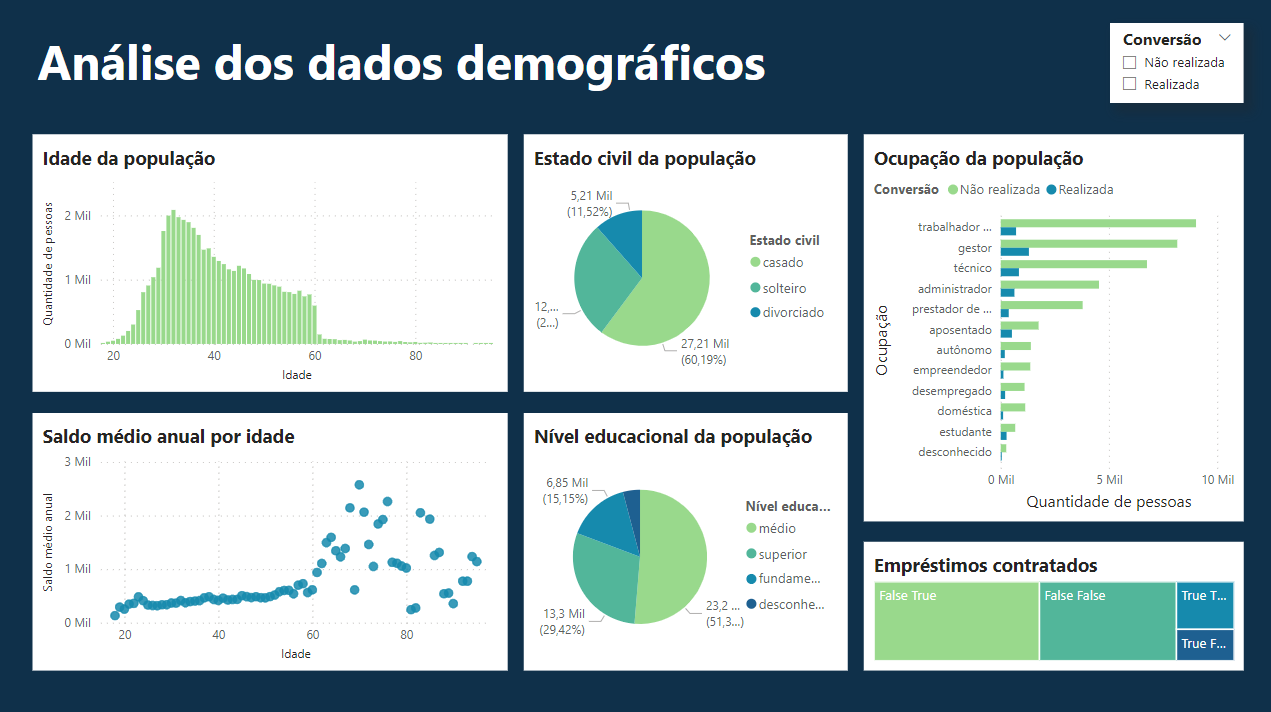 Análise dos dados demográficos
Conversão
Não realizada
Realizada
Idade da população
Quantidade de pessoas
2 Mil
1 Mil
0 Mil
20
40
60
80
Idade
Estado civil da população
5,21 Mil
(11,52%)
12,...
(2...)
27,21 Mil
(60,19%)
Estado civil
casado
solteiro
divorciado
Ocupação da população
Conversão Não realizada Realizada
Ocupação
trabalhador ...
gestor
técnico
administrador
prestador de ...
aposentado
autônomo
empreendedor
desempregado
doméstica
estudante
desconhecido
0 Mil
5 Mil
10 Mil
Quantidade de pessoas
Saldo médio anual por idade
Saldo médio anual
3 Mil
2 Mil
1 Mil
0 Mil
20
40
60
80
Idade
Nível educacional da população
6,85 Mil
(15,15%)
13,3 Mil
(29,42%)
23,2 ...
(51,3...)
Nível educa...
médio
superior
fundame...
desconhe...
Empréstimos contratados
False True
False False
True T...
True F...